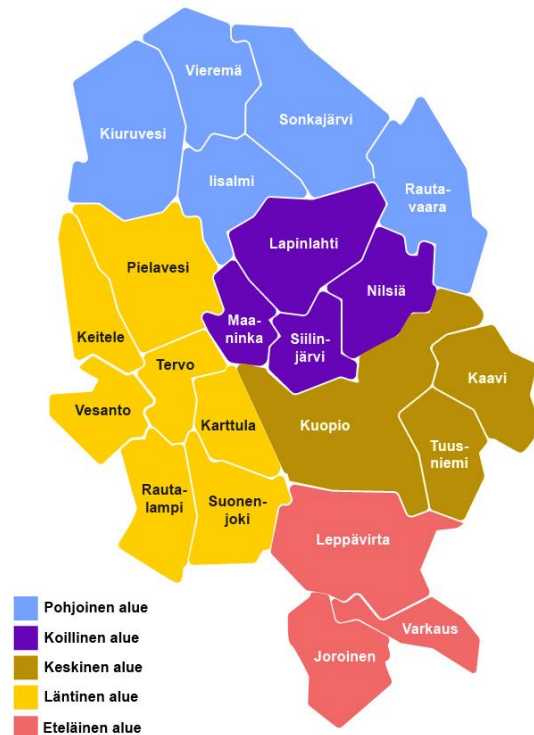 Vieremä
Kiuruvesi
Sonkajärvi
Iisalmi
Rauta-
vaara
Lapinlahti
Pielavesi
Nilsiä
Maa-
ninka
Siilin-
järvi
Keitele
Tervo
Kaavi
Vesanto
Karttula
Kuopio
Tuus-
niemi
Rauta-
lampi
Suonen-
joki
Leppävirta
Varkaus
Joroinen
Pohjoinen alue
Koillinen alue
Keskinen alue
Läntinen alue
Eteläinen alue